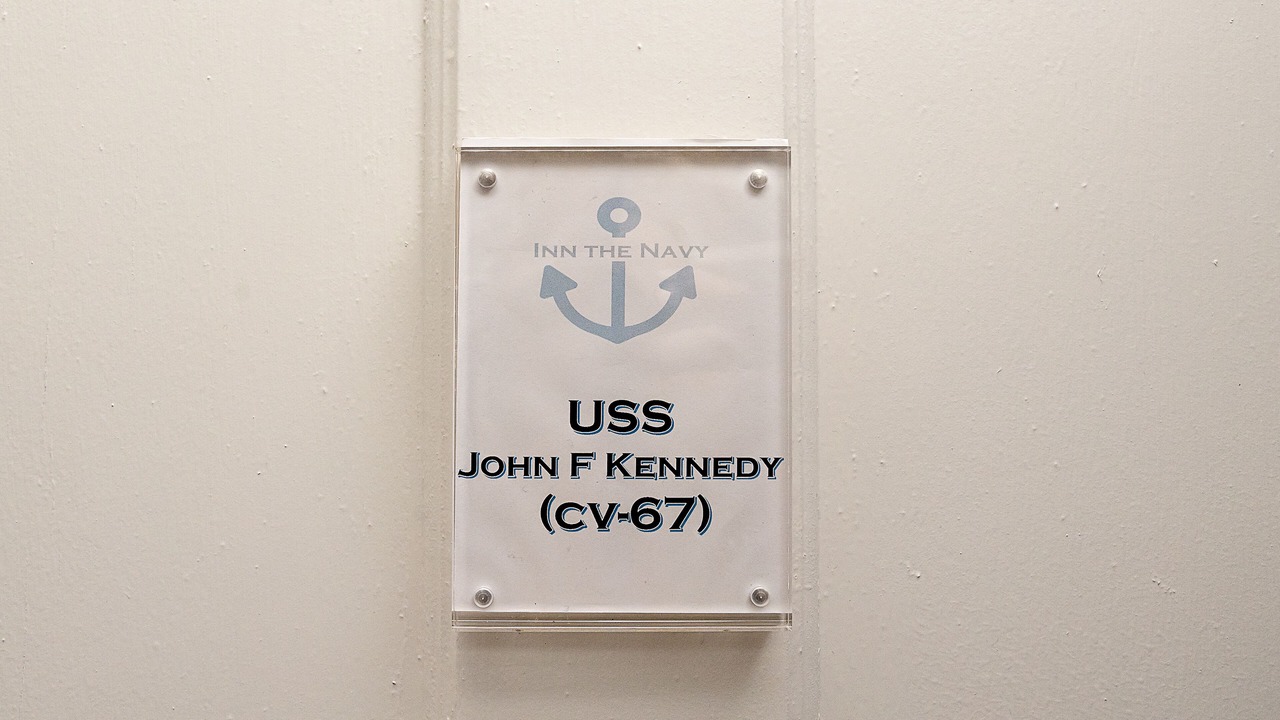 Inn the Navy
USS
John F Kennedy
(cv-67)